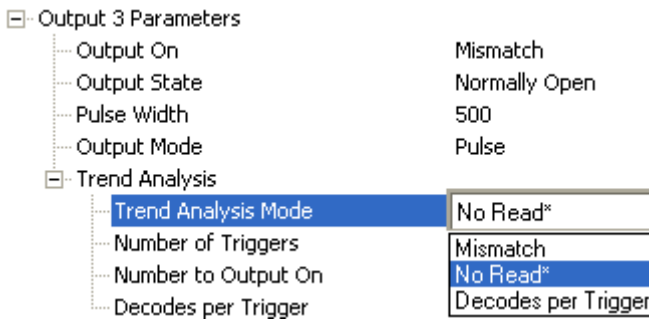 Output 3 Parameters
Output On Mismatch
Output State Normally Open
Pulse Width 500
Output Mode Pulse
Trend Analysis
Trend Analysis Mode No Read*
Number of Triggers Mismatch
Number to Output On No Read*
Decodes per Trigger Decodes per Trigger